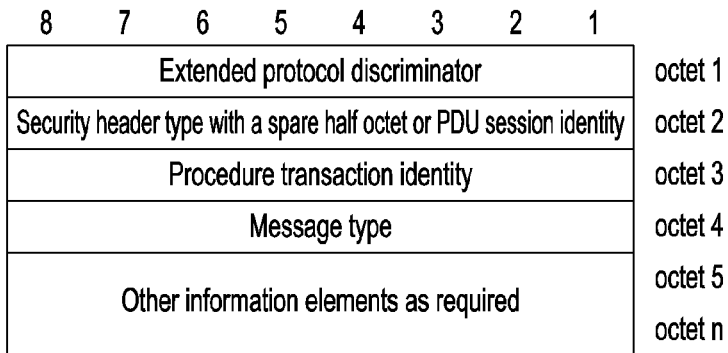 8 7 6 5 4 3 2 1
Extended protocol discriminator octet 1
Security header type with a spare half octet or PDU session identity octet 2
Procedure transaction identity octet 3
Message type octet 4
octet 5
Other information elements as required
octet n